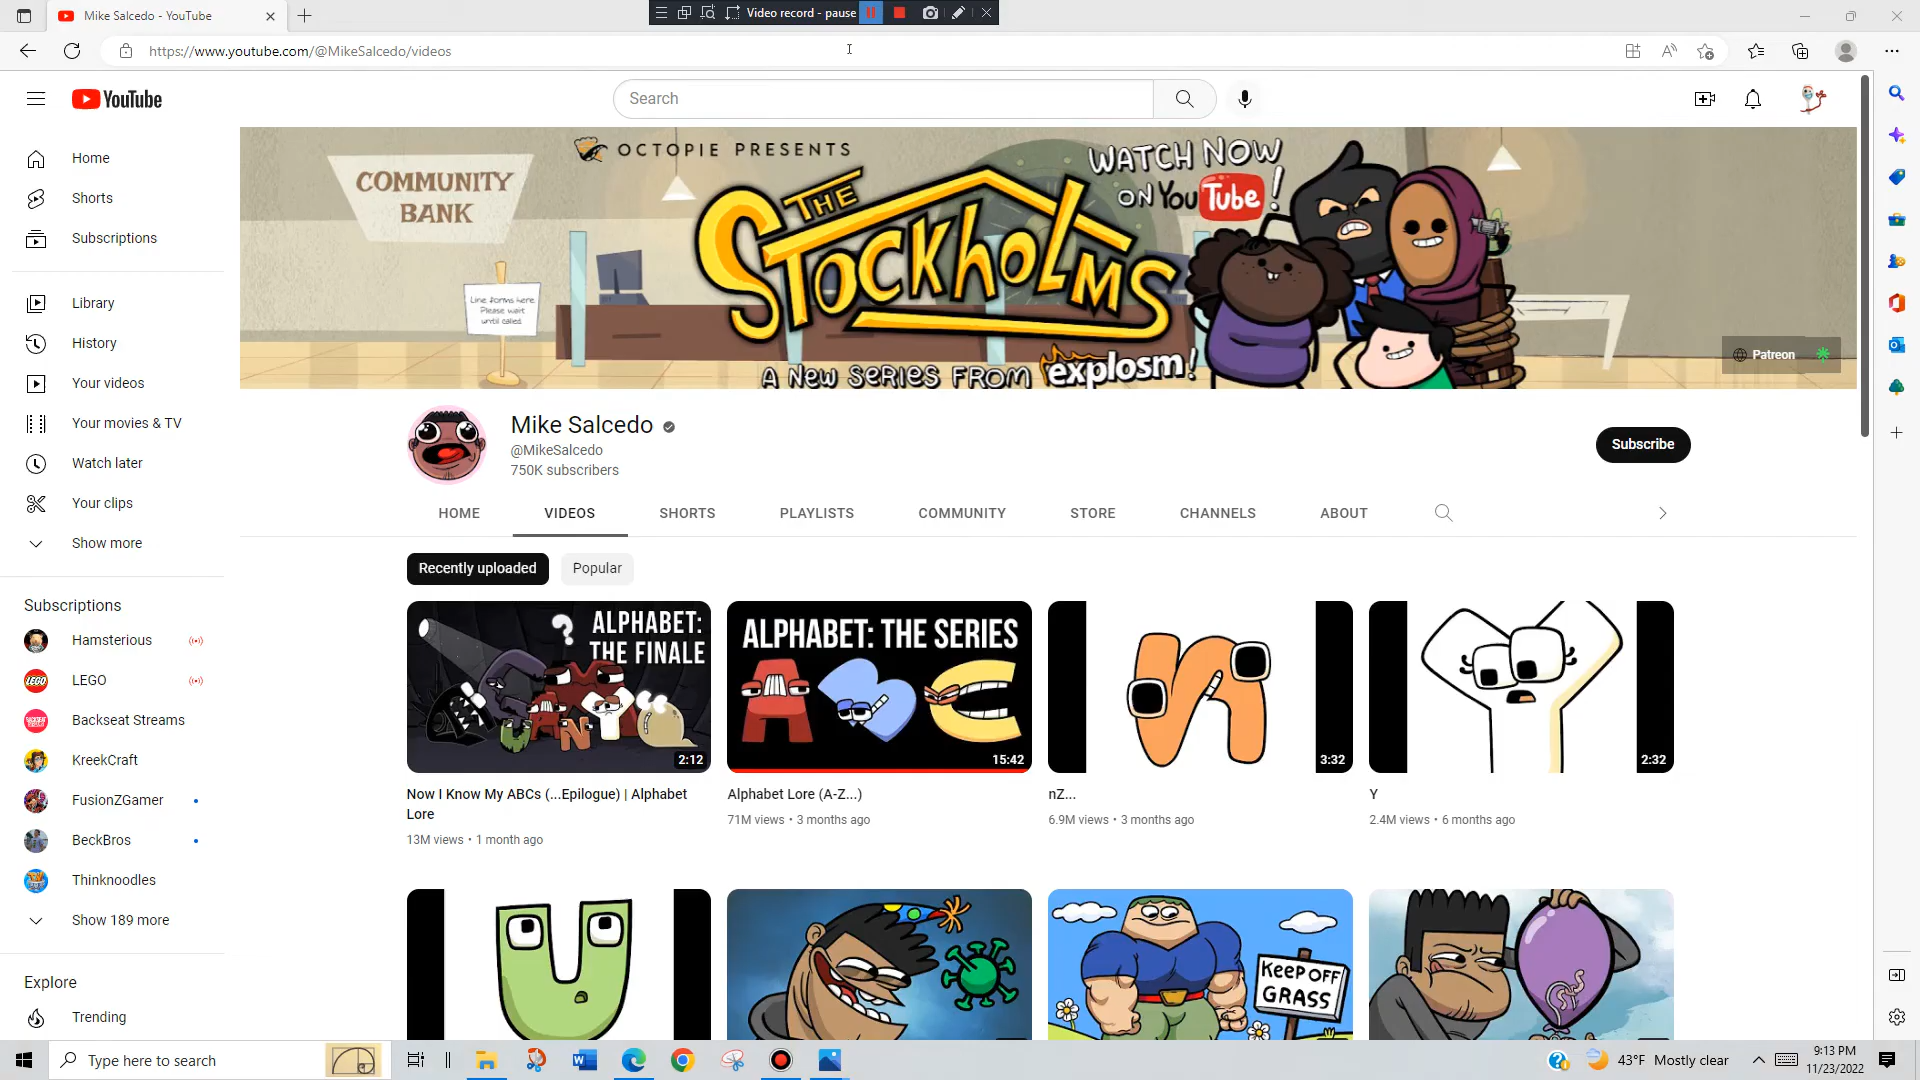 Mike Salcedo - YouTube
Video record - pause
https://www.youtube.com/@MikeSalcedo/videos
YouTube
Search
Home
Shorts
Subscriptions
Library
History
Your videos
Your movies & TV
Watch later
Your clips
Show more
Subscriptions
Hamsterious
LEGO
Backseat Streams
KreekCraft
FusionZGamer
BeckBros
Thinknoodles
Show 189 more
Explore
Trending
COMMUNITY
BANK
Line forms here.
Please wait
until called
OCTOPIE PRESENTS
THE
STOCKHOLMS
WATCH NOW
ON YouTube!
A NEW SERIES FROM explosm!
Patreon
Mike Salcedo
@MikeSalcedo
750K subscribers
Subscribe
HOME
VIDEOS
SHORTS
PLAYLISTS
COMMUNITY
STORE
CHANNELS
ABOUT
Recently uploaded
Popular
?
ALPHABET:
THE FINALE
2:12
Now I Know My ABCs (...Epilogue) | Alphabet
Lore
13M views • 1 month ago
ALPHABET: THE SERIES
A B C
15:42
Alphabet Lore (A-Z...)
71M views • 3 months ago
n
3:32
nZ...
6.9M views • 3 months ago
Y
2:32
Y
2.4M views • 6 months ago
U
KEEP OFF
GRASS
Type here to search
43°F Mostly clear
9:13 PM
11/23/2022